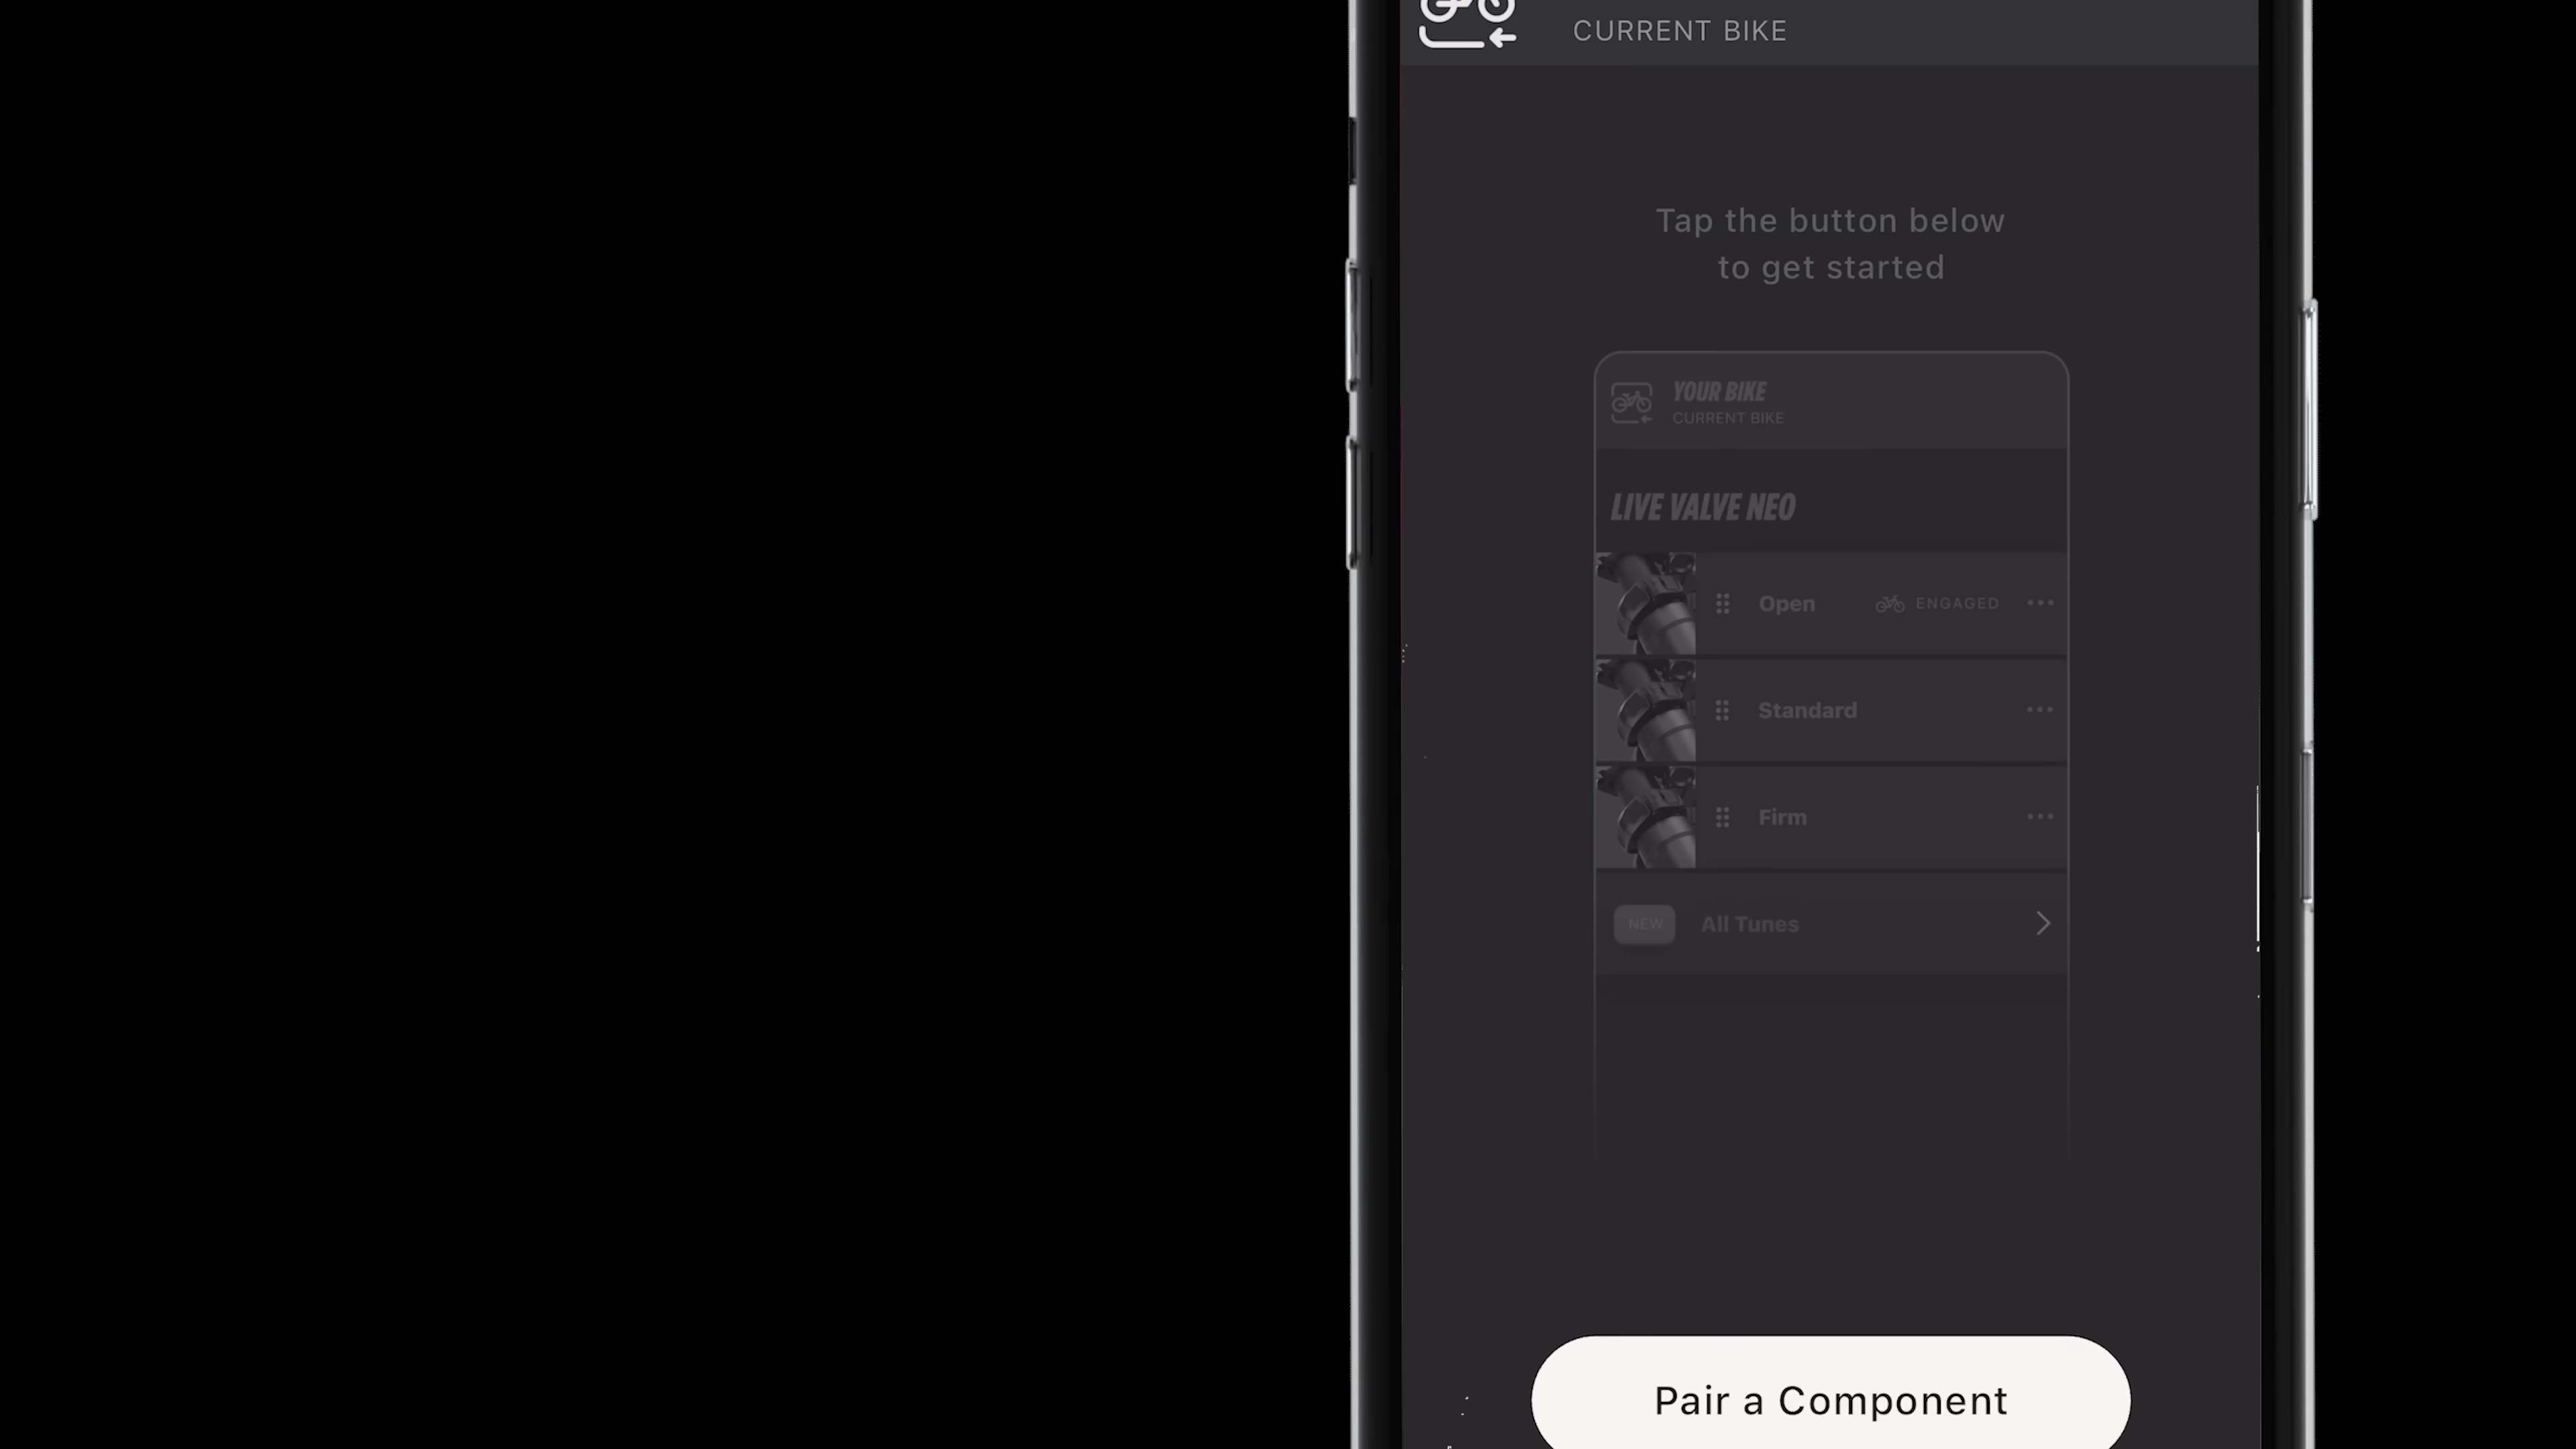 CURRENT BIKE
Tap the button below
to get started
YOUR BIKE
CURRENT BIKE
LIVE VALVE NEO
Open ENGAGED
Standard
Firm
NEW All Tunes
Pair a Component